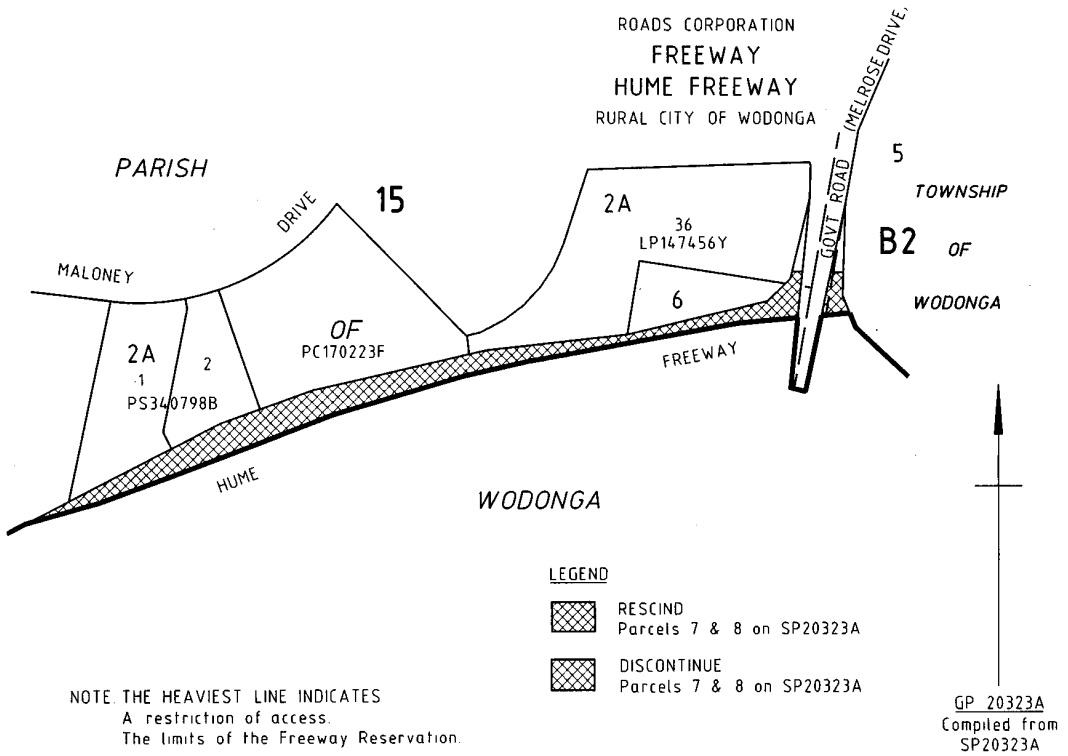 ROADS CORPORATION
FREEWAY
HUME FREEWAY
RURAL CITY OF WODONGA
GOVT ROAD (MELROSE DRIVE,
PARISH
15
DRIVE
MALONEY
2A
36
LP147456Y
5
TOWNSHIP
B2 OF
WODONGA
6
OF
PC170223F
2A
1
PS340798B
2
FREEWAY
HUME
WODONGA
LEGEND
RESCIND
Parcels 7 & 8 on SP20323A
DISCONTINUE
Parcels 7 & 8 on SP20323A
NOTE. THE HEAVIEST LINE INDICATES
A restriction of access.
The limits of the Freeway Reservation.
GP 20323A
Compiled from
SP20323A